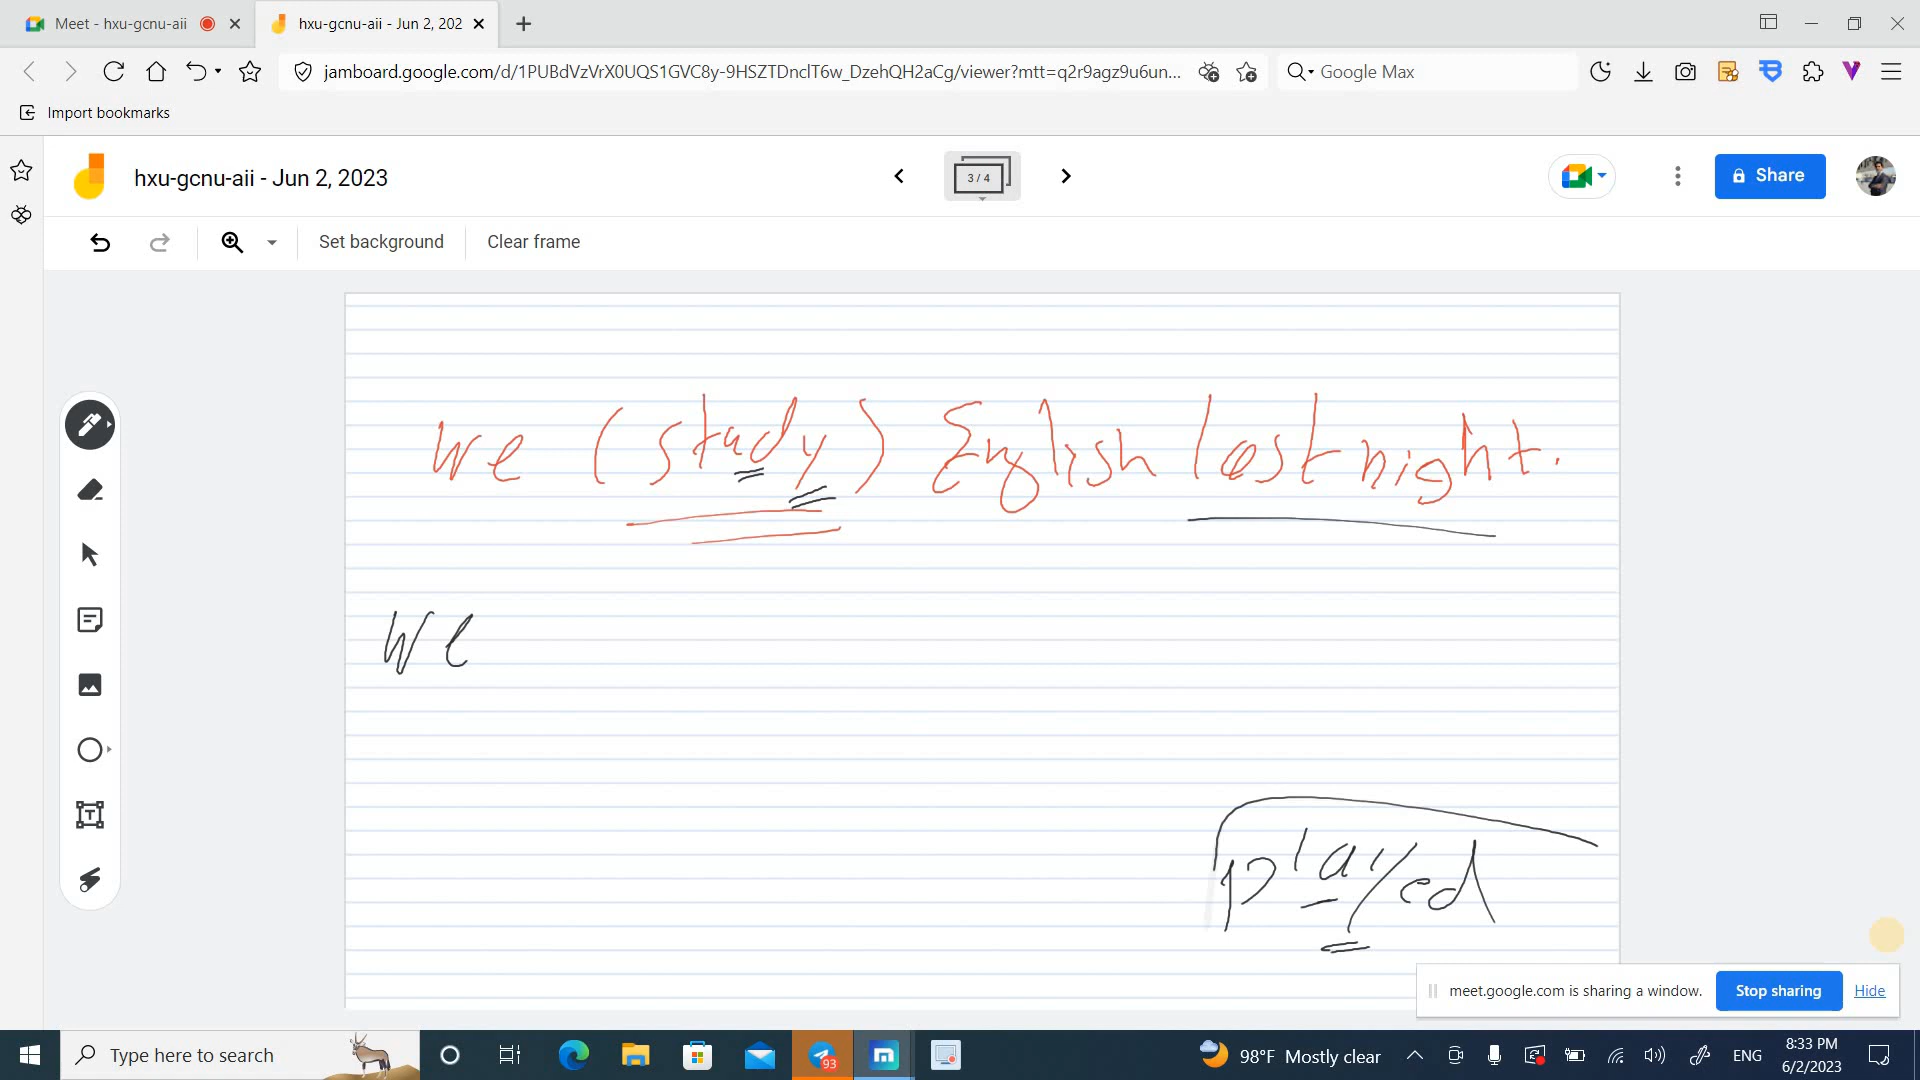 Meet - hxu-gcnu-aii
hxu-gcnu-aii - Jun 2, 202
jamboard.google.com/d/1PUBdVzVrX0UQS1GVC8y-9HSZTDnclT6w_DzehQH2aCg/viewer?mtt=q2r9agz9u6un...
Google Max
Import bookmarks
hxu-gcnu-aii - Jun 2, 2023
3 / 4
Share
Set background
Clear frame
We (study) English last night.
We
played
meet.google.com is sharing a window.
Stop sharing
Hide
Type here to search
93
98°F Mostly clear
ENG
8:33 PM
6/2/2023